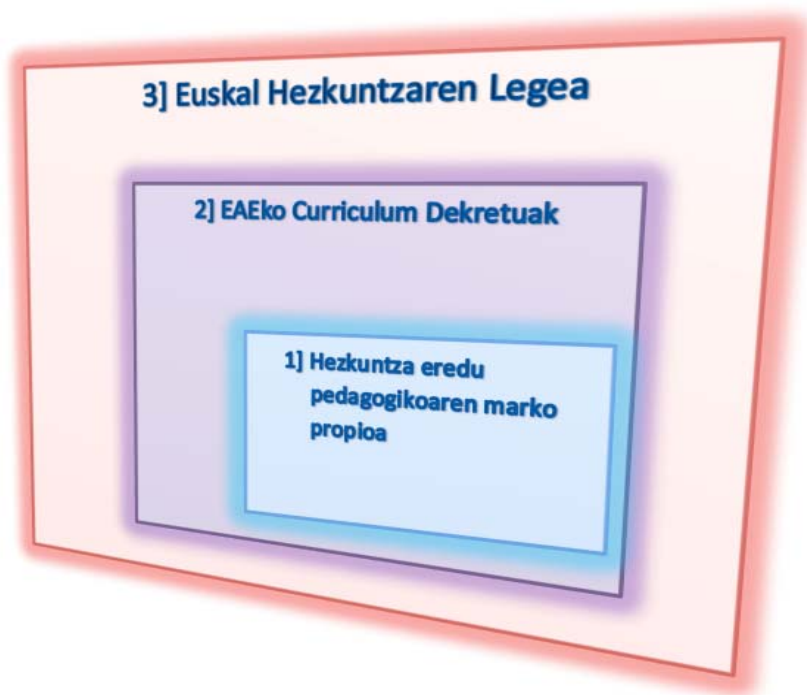 3] Euskal Hezkuntzaren Legea
2] EAEko Curriculum Dekretuak
1] Hezkuntza eredu
pedagogikoaren marko
propioa